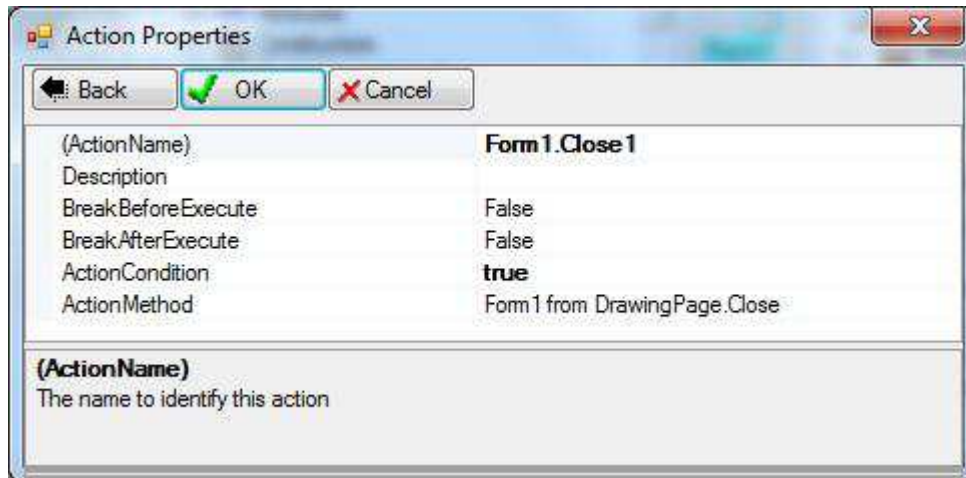 Action Properties
Back OK Cancel
(ActionName) Form1.Close1
Description
BreakBeforeExecute False
BreakAfterExecute False
ActionCondition true
ActionMethod Form1 from DrawingPage.Close
(ActionName)
The name to identify this action